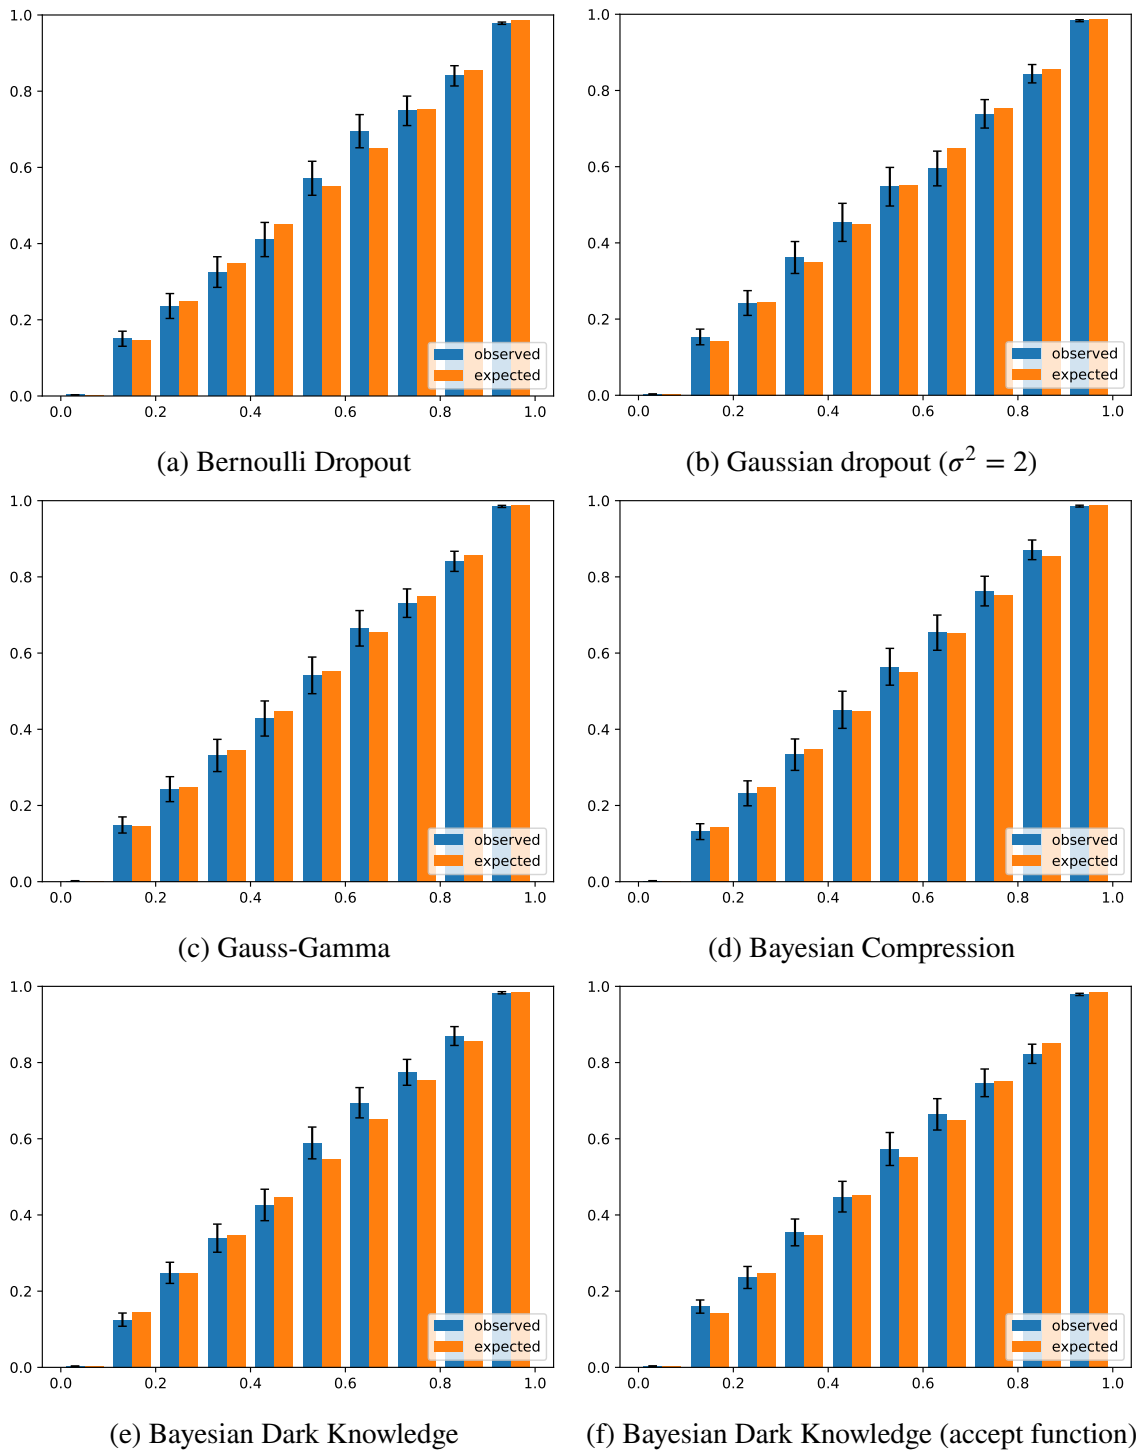 1.0
0.8
0.6
0.4
0.2
0.0
0.0 0.2 0.4 0.6 0.8 1.0
observed
expected
(a) Bernoulli Dropout
1.0
0.8
0.6
0.4
0.2
0.0
0.0 0.2 0.4 0.6 0.8 1.0
observed
expected
(b) Gaussian dropout (σ² = 2)
1.0
0.8
0.6
0.4
0.2
0.0
0.0 0.2 0.4 0.6 0.8 1.0
observed
expected
(c) Gauss-Gamma
1.0
0.8
0.6
0.4
0.2
0.0
0.0 0.2 0.4 0.6 0.8 1.0
observed
expected
(d) Bayesian Compression
1.0
0.8
0.6
0.4
0.2
0.0
0.0 0.2 0.4 0.6 0.8 1.0
observed
expected
(e) Bayesian Dark Knowledge
1.0
0.8
0.6
0.4
0.2
0.0
0.0 0.2 0.4 0.6 0.8 1.0
observed
expected
(f) Bayesian Dark Knowledge (accept function)